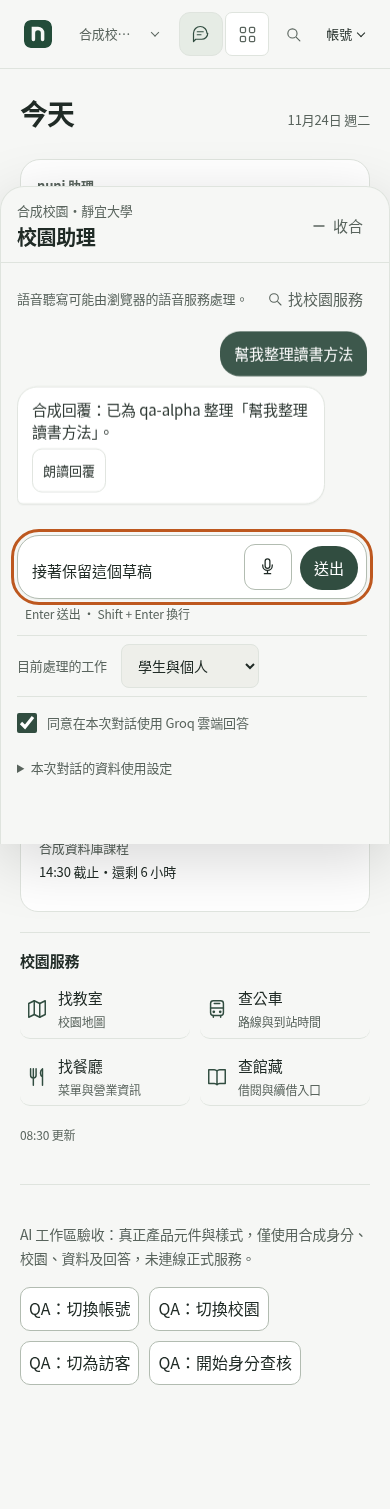 n
合成校…
帳號
今天
11月24日 週二
nuni 助理
合成校園・靜宜大學
校園助理
收合
語音聽寫可能由瀏覽器的語音服務處理。
找校園服務
幫我整理讀書方法
合成回覆：已為 qa-alpha 整理「幫我整理
讀書方法」。
朗讀回覆
接著保留這個草稿
送出
Enter 送出 ・ Shift + Enter 換行
目前處理的工作
學生與個人
同意在本次對話使用 Groq 雲端回答
本次對話的資料使用設定
合成資料庫課程
14:30 截止・還剩 6 小時
校園服務
找教室
校園地圖
查公車
路線與到站時間
找餐廳
菜單與營業資訊
查館藏
借閱與續借入口
08:30 更新
AI 工作區驗收：真正產品元件與樣式，僅使用合成身分、
校園、資料及回答，未連線正式服務。
QA：切換帳號
QA：切換校園
QA：切為訪客
QA：開始身分查核